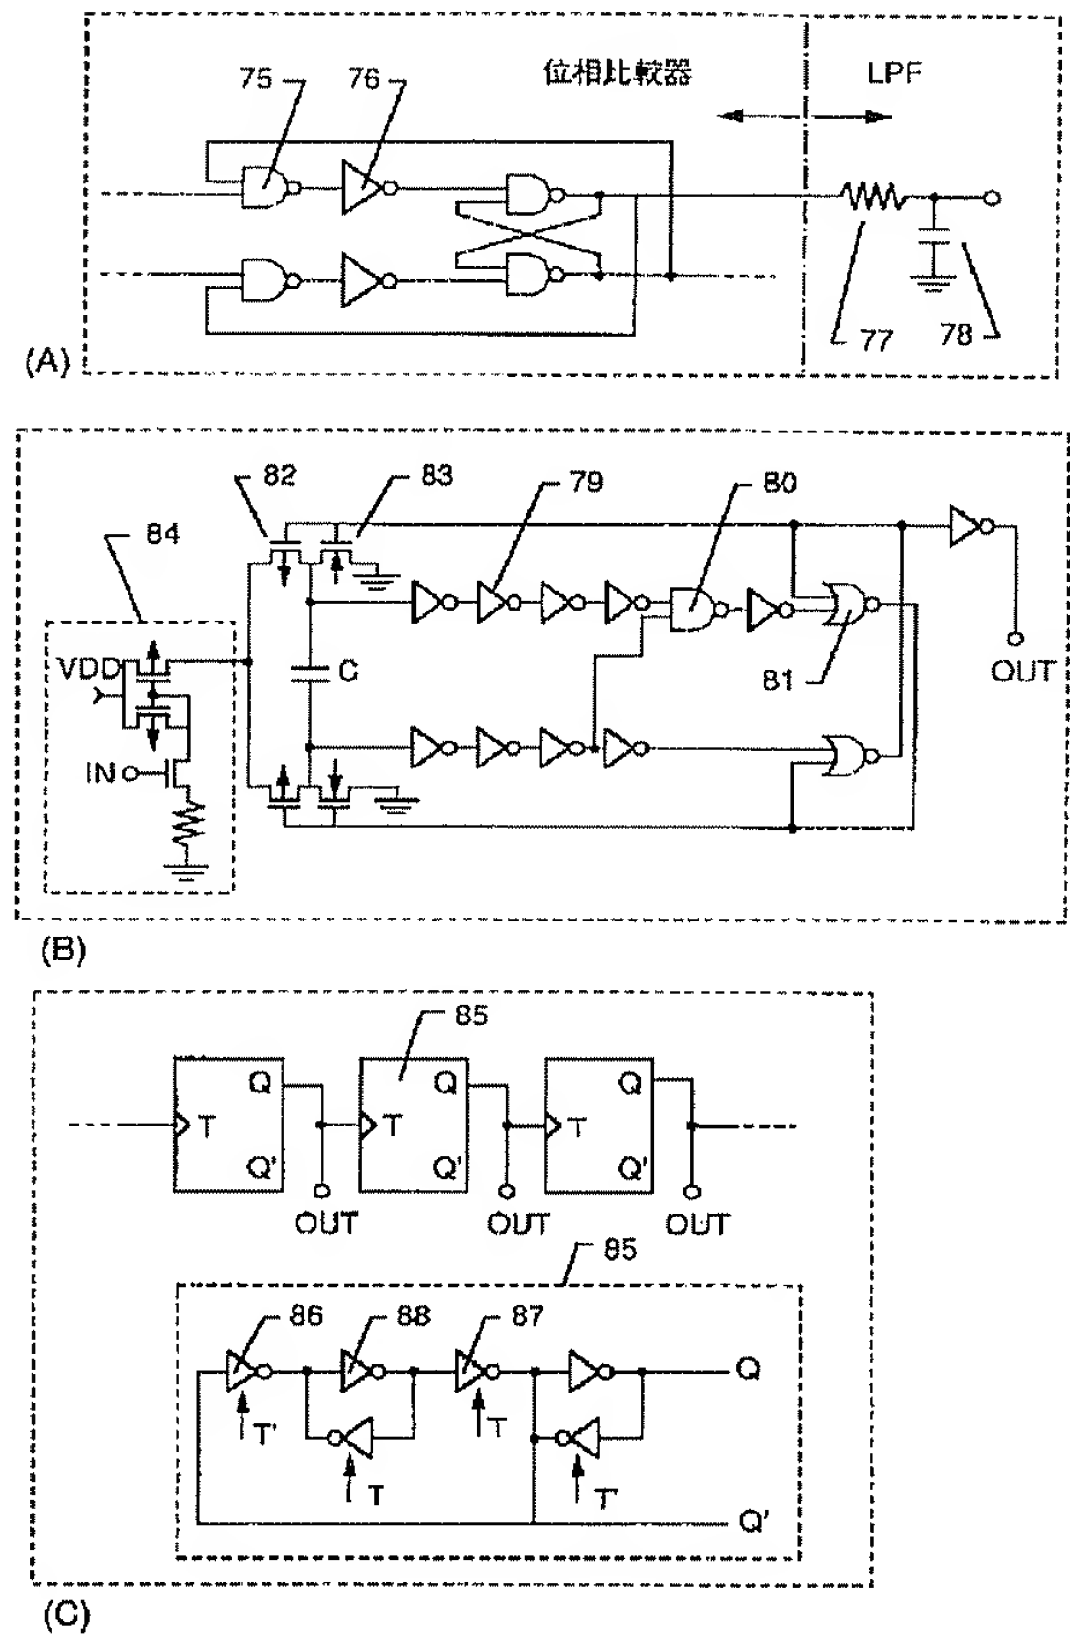 75
76
位相比較器
LPF
77
78
(A)
82
83
79
80
84
VDD
C
81
OUT
IN
(B)
85
Q
Q
Q
T
T
T
Q'
Q'
Q'
OUT
OUT
OUT
85
86
88
87
Q
T'
T
T
T'
Q'
(C)